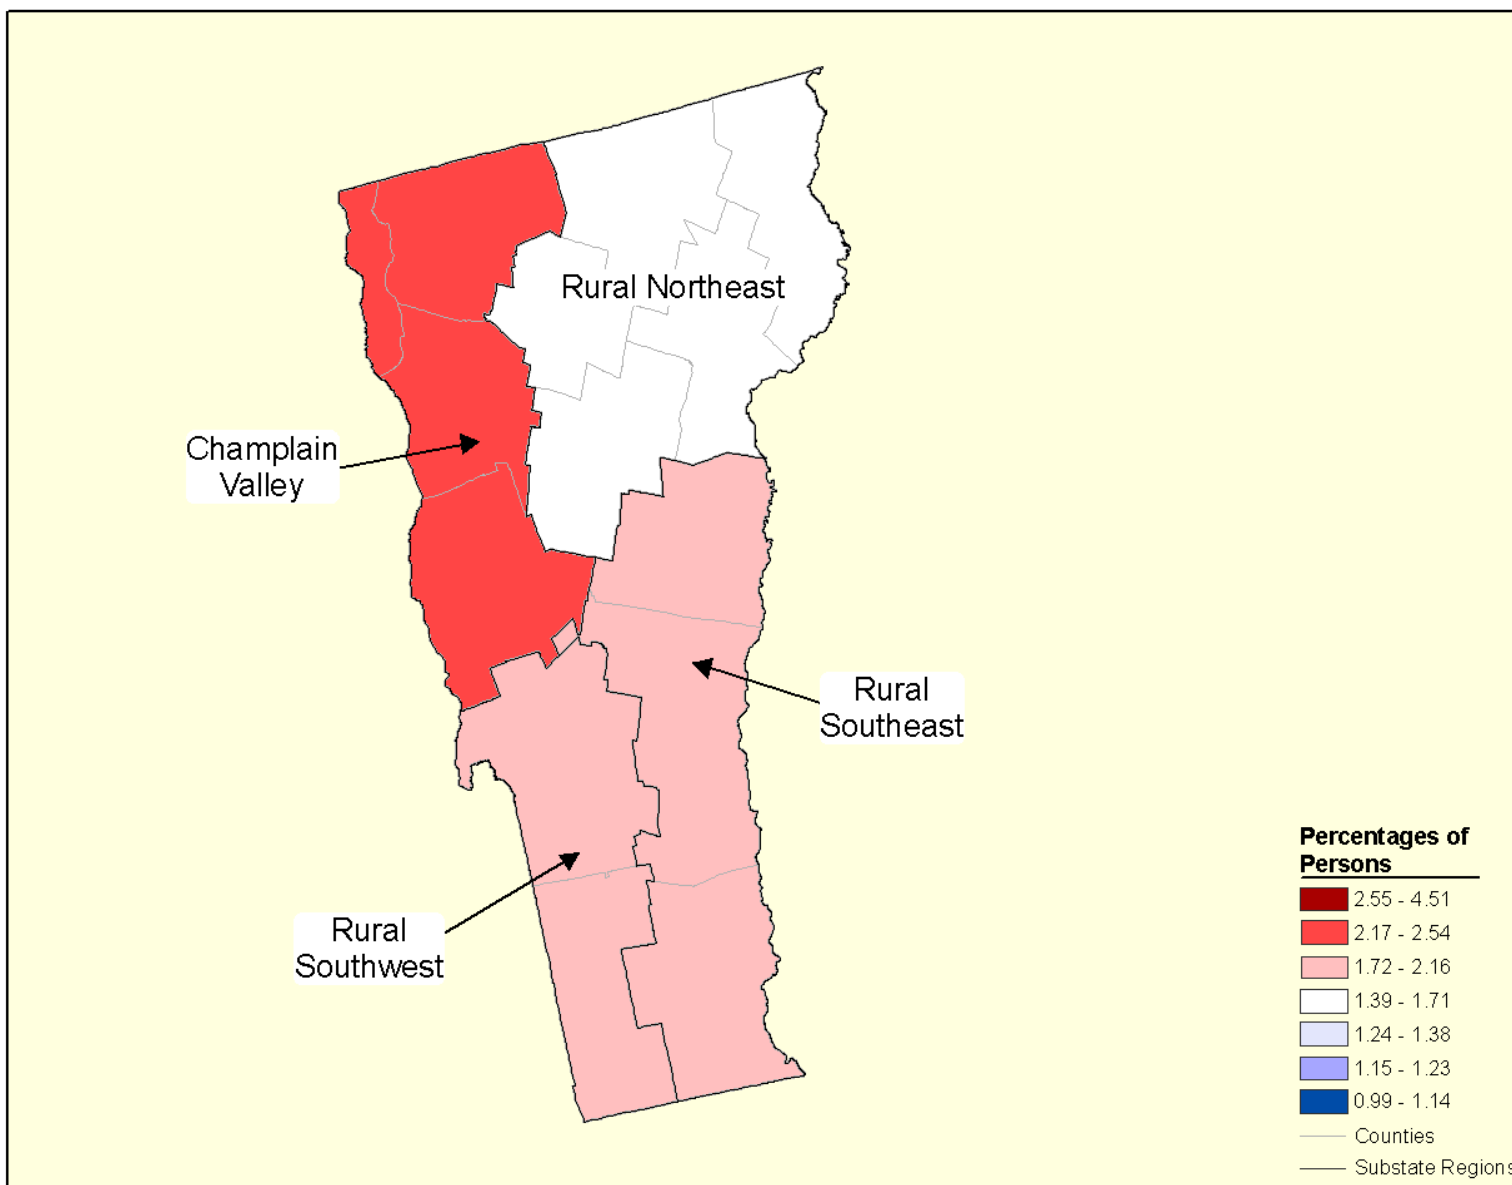 Rural Northeast
Champlain
Valley
Rural
Southeast
Rural
Southwest
Percentages of
Persons
2.55 - 4.51
2.17 - 2.54
1.72 - 2.16
1.39 - 1.71
1.24 - 1.38
1.15 - 1.23
0.99 - 1.14
Counties
Substate Regions